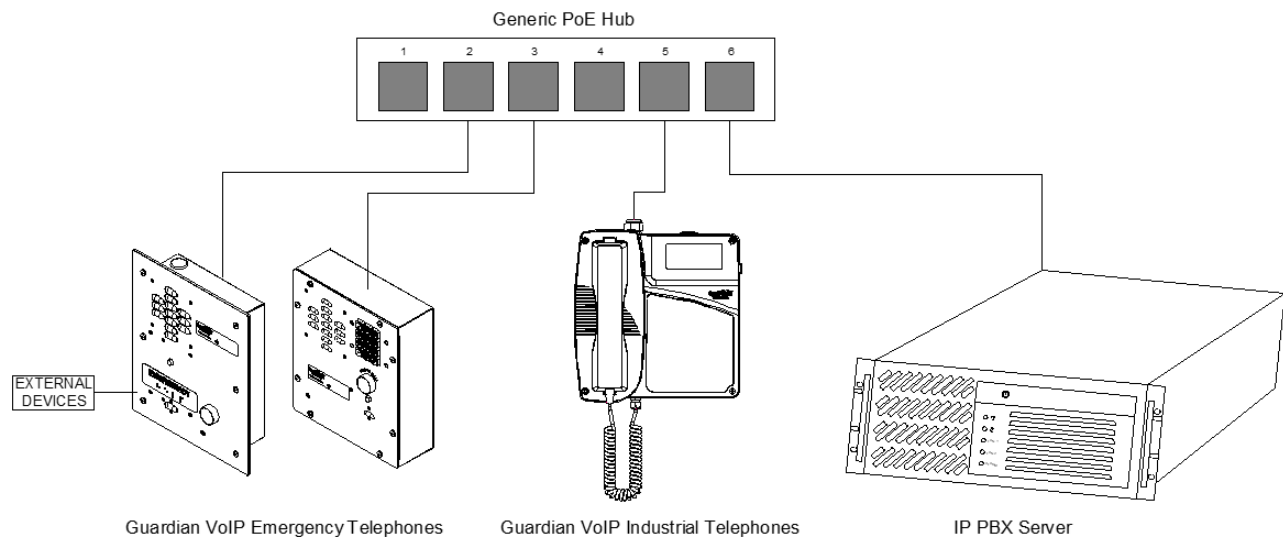 Generic PoE Hub
1 2 3 4 5 6
EXTERNAL
DEVICES
Guardian VoIP Emergency Telephones
Guardian VoIP Industrial Telephones
IP PBX Server